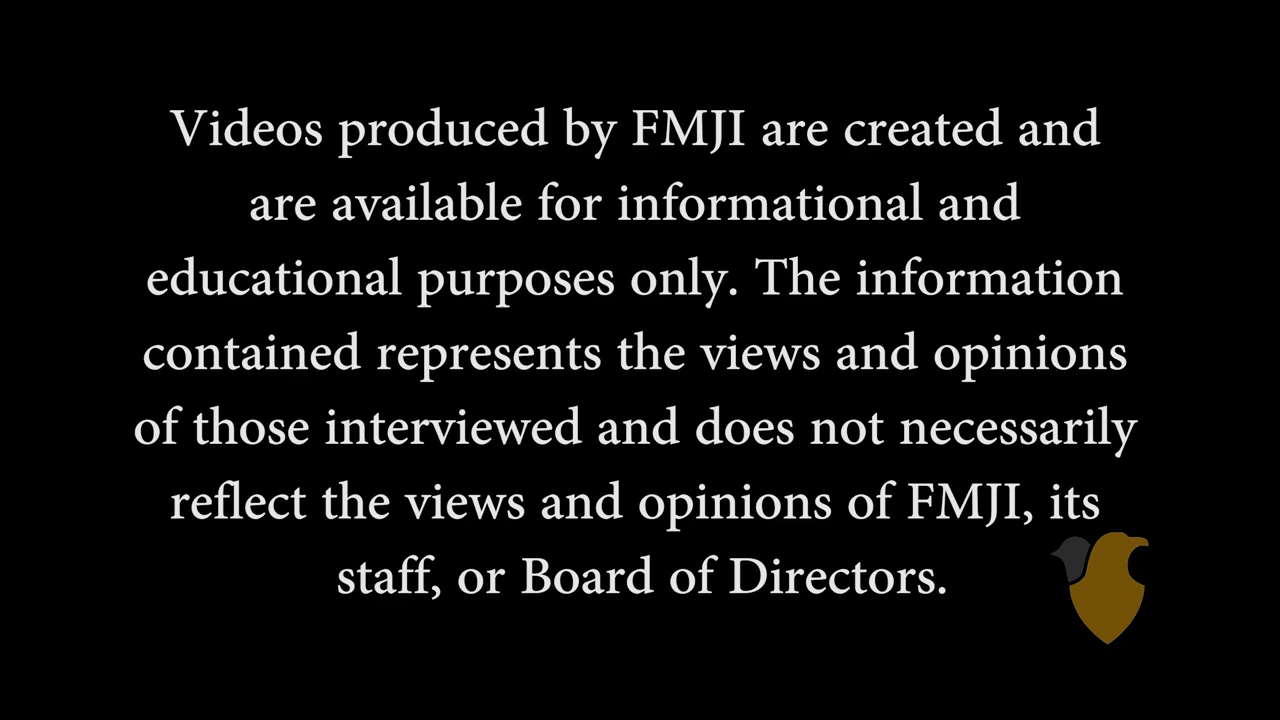 Videos produced by FMJI are created and
are available for informational and
educational purposes only. The information
contained represents the views and opinions
of those interviewed and does not necessarily
reflect the views and opinions of FMJI, its
staff, or Board of Directors.